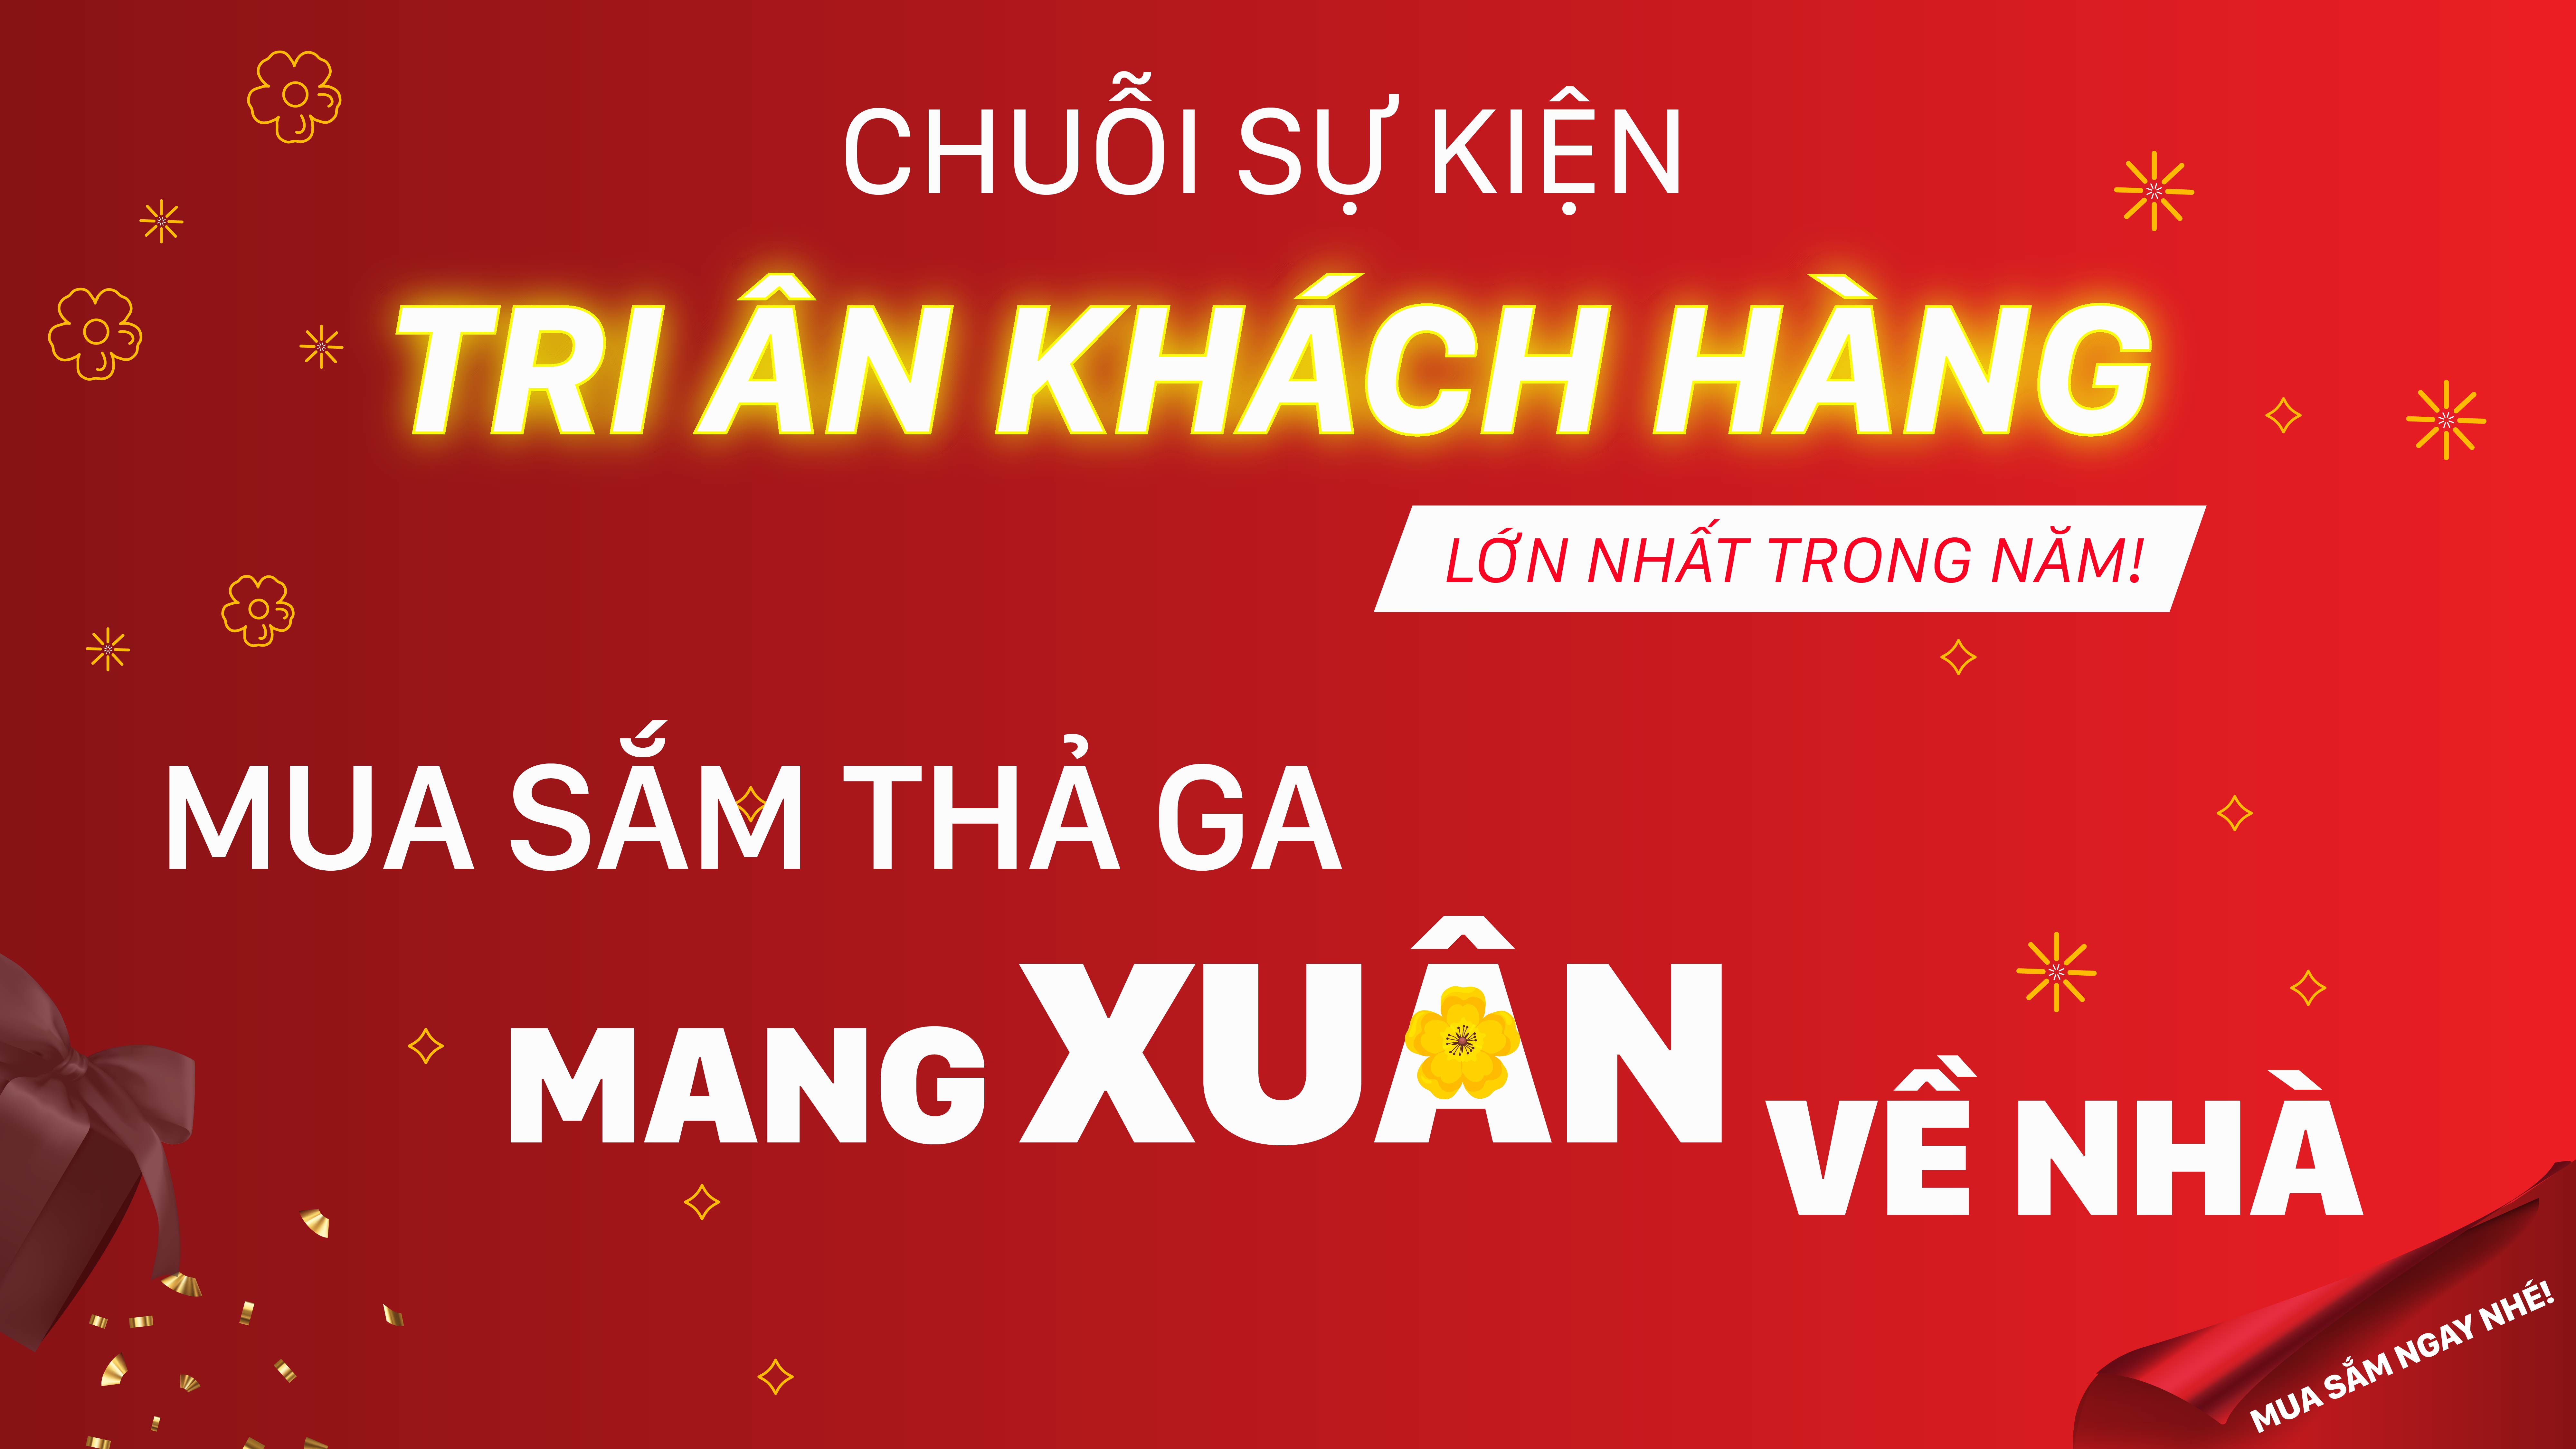 CHUỖI SỰ KIỆN
TRI ÂN KHÁCH HÀNG
LỚN NHẤT TRONG NĂM!
MUA SẮM THẢ GA
MANG XUÂN VỀ NHÀ
MUA SẮM NGAY NHÉ!